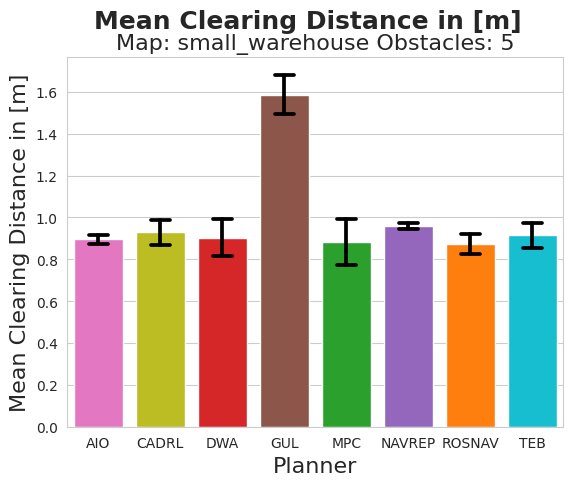 Mean Clearing Distance in [m]
Map: small_warehouse Obstacles: 5
Mean Clearing Distance in [m]
1.6
1.4
1.2
1.0
0.8
0.6
0.4
0.2
0.0
AIO CADRL DWA GUL MPC NAVREP ROSNAV TEB
Planner